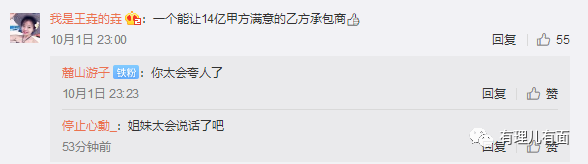 我是王垚的垚：一个能让14亿甲方满意的乙方承包商
10月1日 23:00 回复 55
麓山游子 铁粉：你太会夸人了
10月1日 23:23 回复 赞
停止心動_：姐妹太会说话了吧
53分钟前 回复 赞
有理儿有面